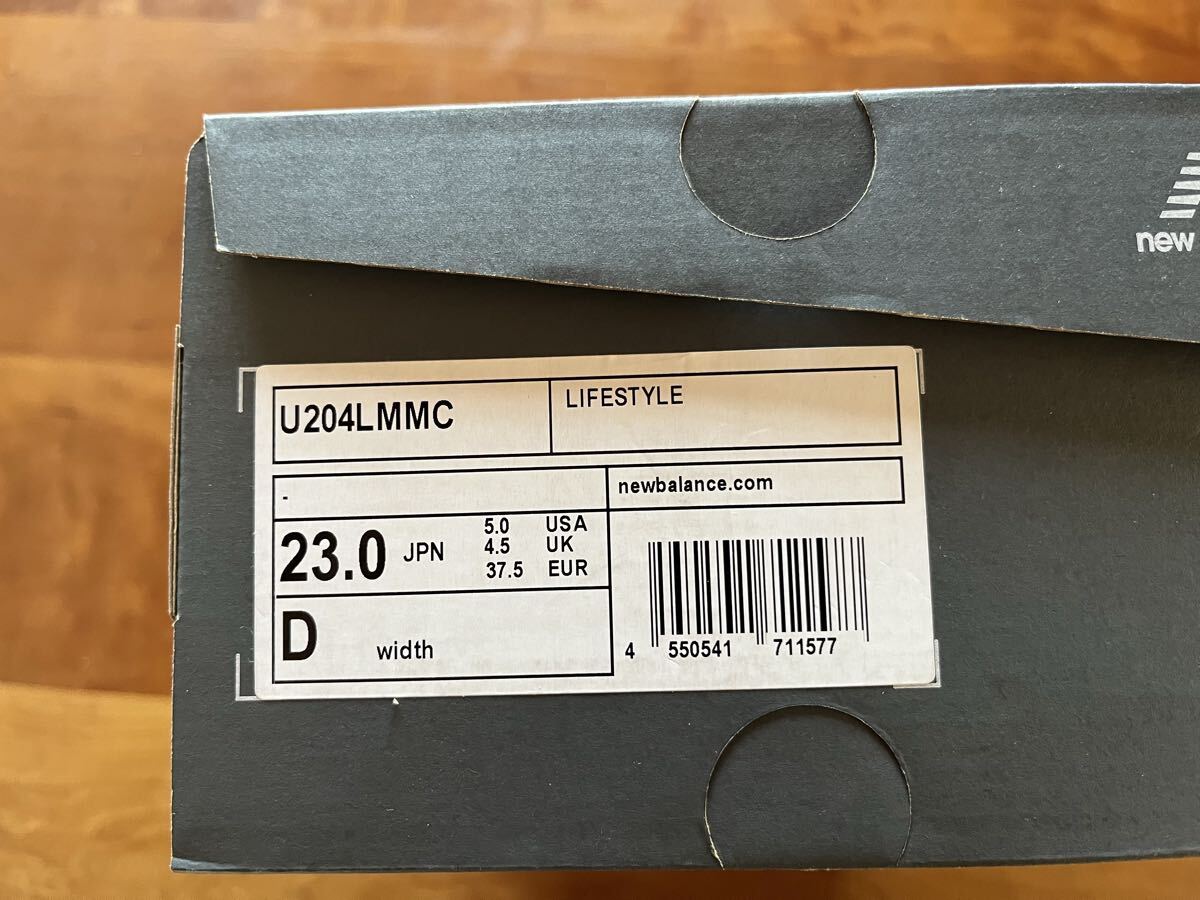 new
U204LMMC
LIFESTYLE
-
newbalance.com
23.0 JPN
5.0 USA
4.5 UK
37.5 EUR
D width
4 550541 711577